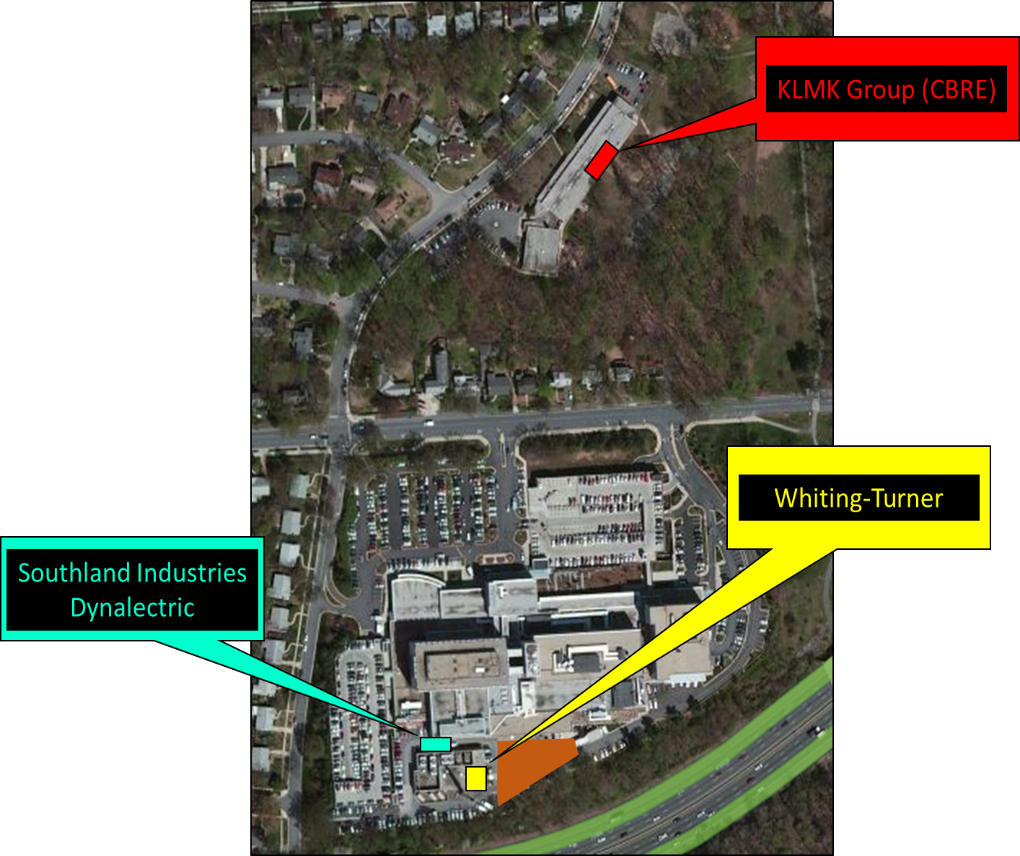 KLMK Group (CBRE)
Whiting-Turner
Southland Industries
Dynalectric